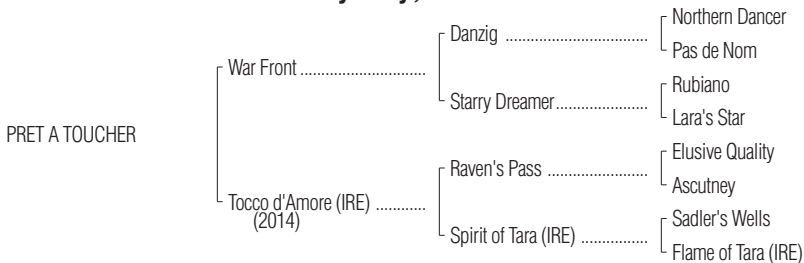 Northern Dancer
Danzig ................................
Pas de Nom
War Front ............................
Rubiano
Starry Dreamer.....................
Lara's Star
PRET A TOUCHER
Elusive Quality
Raven's Pass .......................
Ascutney
Tocco d'Amore (IRE) ............
(2014)
Sadler's Wells
Spirit of Tara (IRE) ...............
Flame of Tara (IRE)